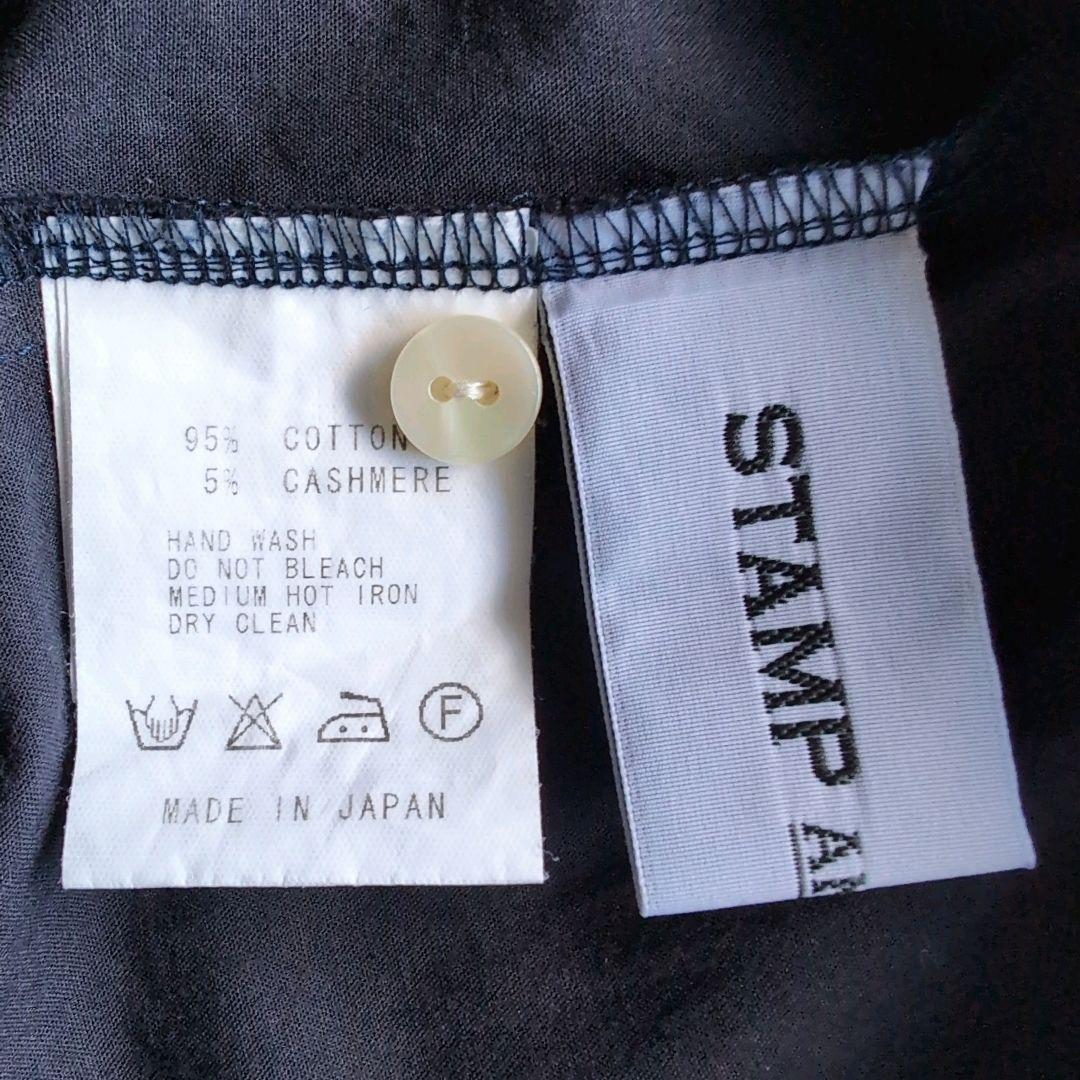 95% COTTON
5% CASHMERE
HAND WASH
DO NOT BLEACH
MEDIUM HOT IRON
DRY CLEAN
F
MADE IN JAPAN
STAMP